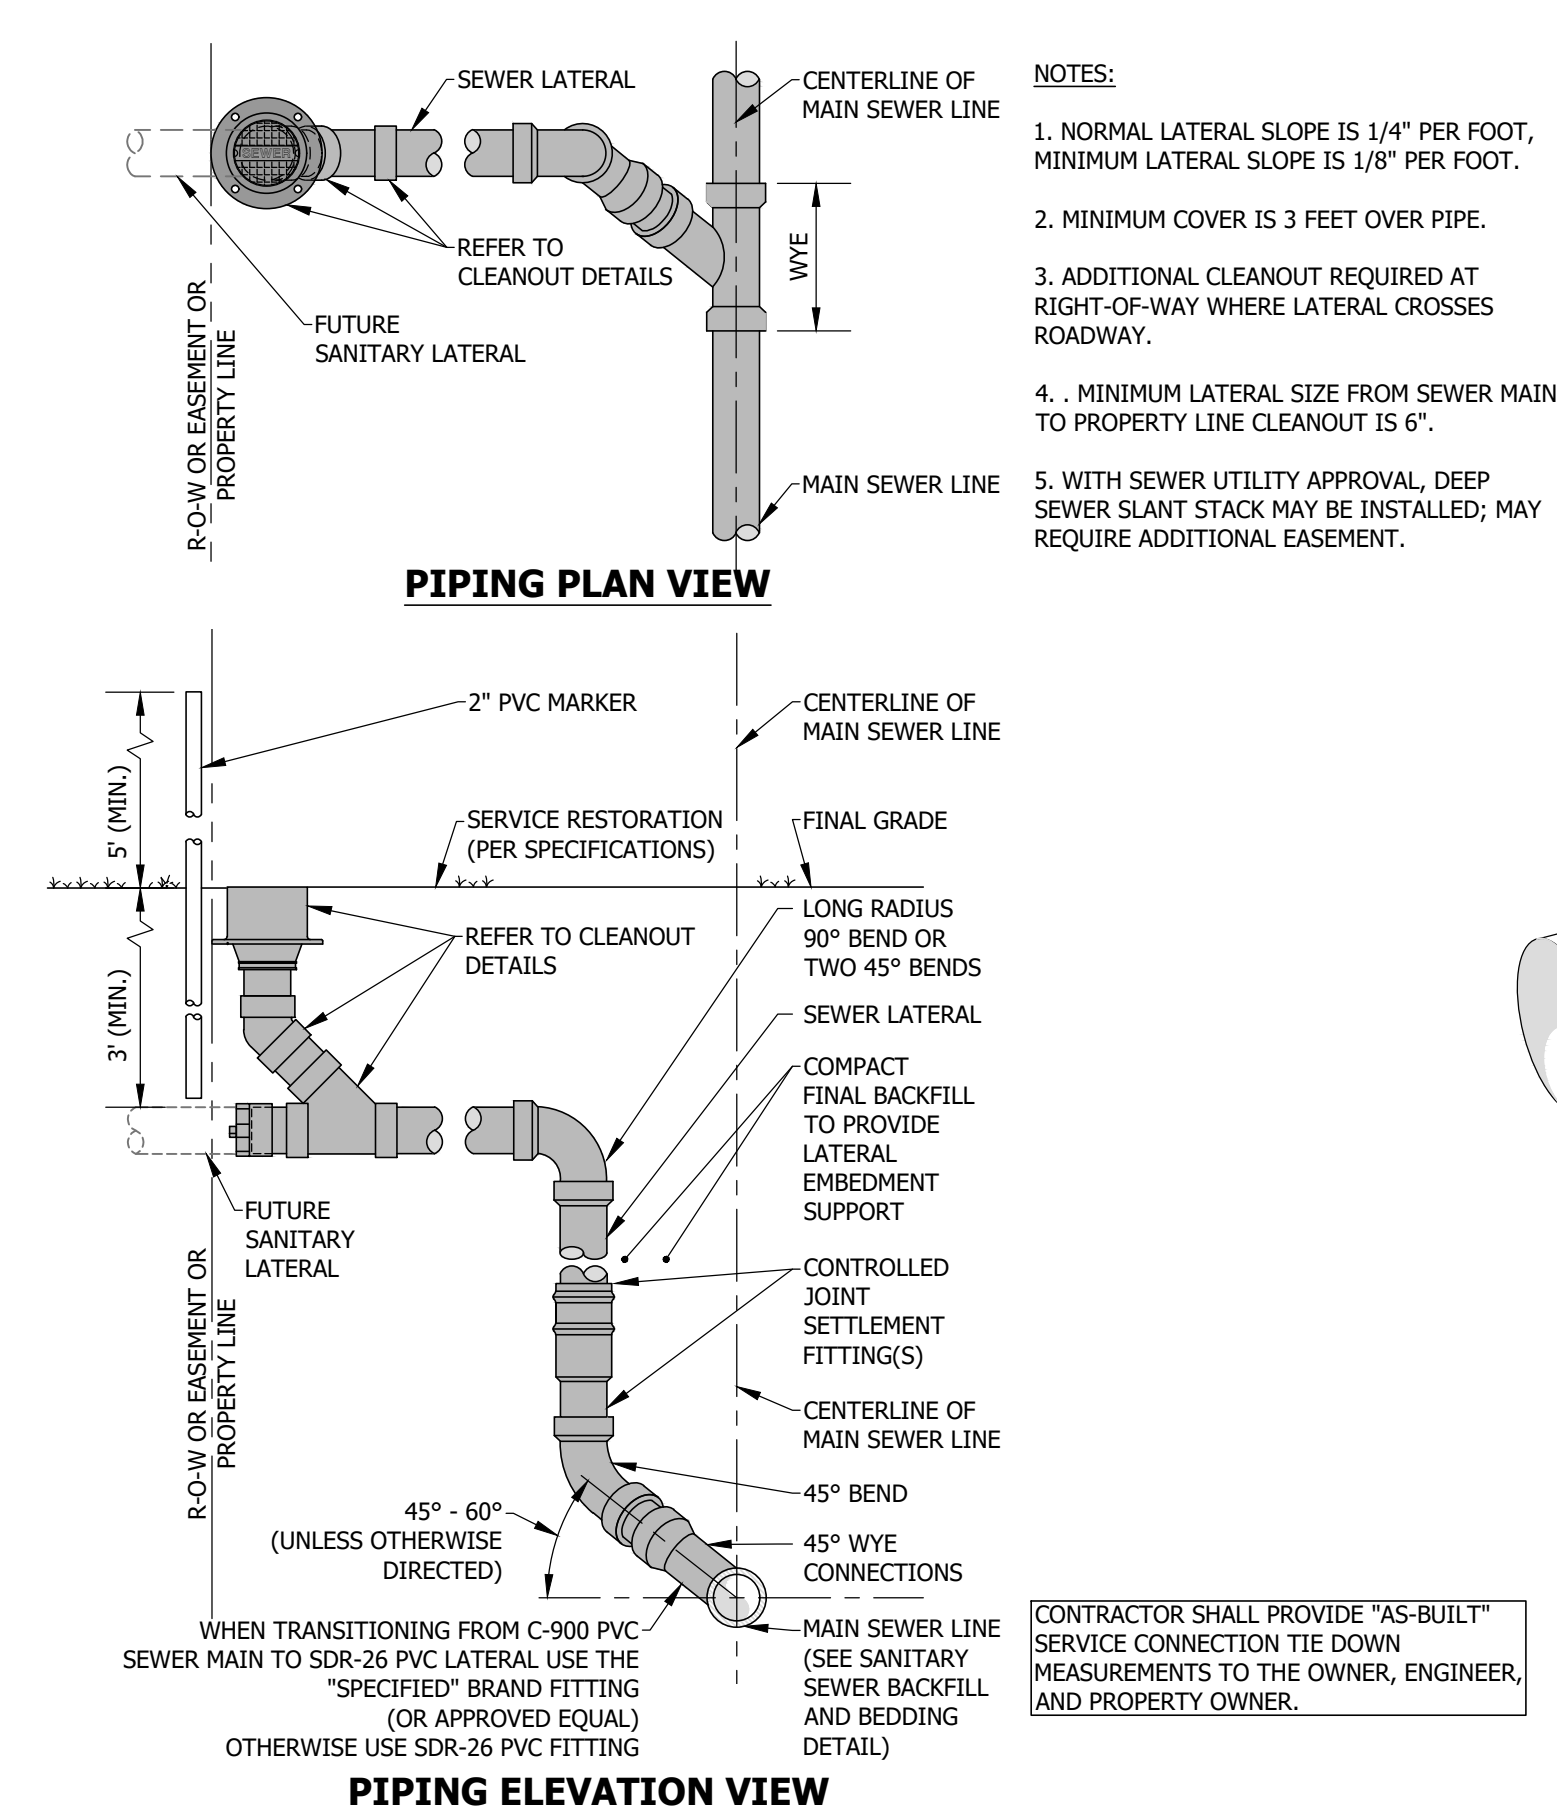 SEWER LATERAL
CENTERLINE OF
MAIN SEWER LINE
SEWER
REFER TO
CLEANOUT DETAILS
WYE
FUTURE
SANITARY LATERAL
R-O-W OR EASEMENT OR
PROPERTY LINE
MAIN SEWER LINE
PIPING PLAN VIEW
NOTES:
1. NORMAL LATERAL SLOPE IS 1/4" PER FOOT,
MINIMUM LATERAL SLOPE IS 1/8" PER FOOT.
2. MINIMUM COVER IS 3 FEET OVER PIPE.
3. ADDITIONAL CLEANOUT REQUIRED AT
RIGHT-OF-WAY WHERE LATERAL CROSSES
ROADWAY.
4. . MINIMUM LATERAL SIZE FROM SEWER MAIN
TO PROPERTY LINE CLEANOUT IS 6".
5. WITH SEWER UTILITY APPROVAL, DEEP
SEWER SLANT STACK MAY BE INSTALLED; MAY
REQUIRE ADDITIONAL EASEMENT.
2" PVC MARKER
CENTERLINE OF
MAIN SEWER LINE
5' (MIN.)
SERVICE RESTORATION
(PER SPECIFICATIONS)
FINAL GRADE
3' (MIN.)
REFER TO CLEANOUT
DETAILS
LONG RADIUS
90° BEND OR
TWO 45° BENDS
SEWER LATERAL
COMPACT
FINAL BACKFILL
TO PROVIDE
LATERAL
EMBEDMENT
SUPPORT
FUTURE
SANITARY
LATERAL
R-O-W OR EASEMENT OR
PROPERTY LINE
CONTROLLED
JOINT
SETTLEMENT
FITTING(S)
CENTERLINE OF
MAIN SEWER LINE
45° BEND
45° - 60°
(UNLESS OTHERWISE
DIRECTED)
45° WYE
CONNECTIONS
WHEN TRANSITIONING FROM C-900 PVC
SEWER MAIN TO SDR-26 PVC LATERAL USE THE
"SPECIFIED" BRAND FITTING
(OR APPROVED EQUAL)
OTHERWISE USE SDR-26 PVC FITTING
MAIN SEWER LINE
(SEE SANITARY
SEWER BACKFILL
AND BEDDING
DETAIL)
CONTRACTOR SHALL PROVIDE "AS-BUILT"
SERVICE CONNECTION TIE DOWN
MEASUREMENTS TO THE OWNER, ENGINEER,
AND PROPERTY OWNER.
PIPING ELEVATION VIEW